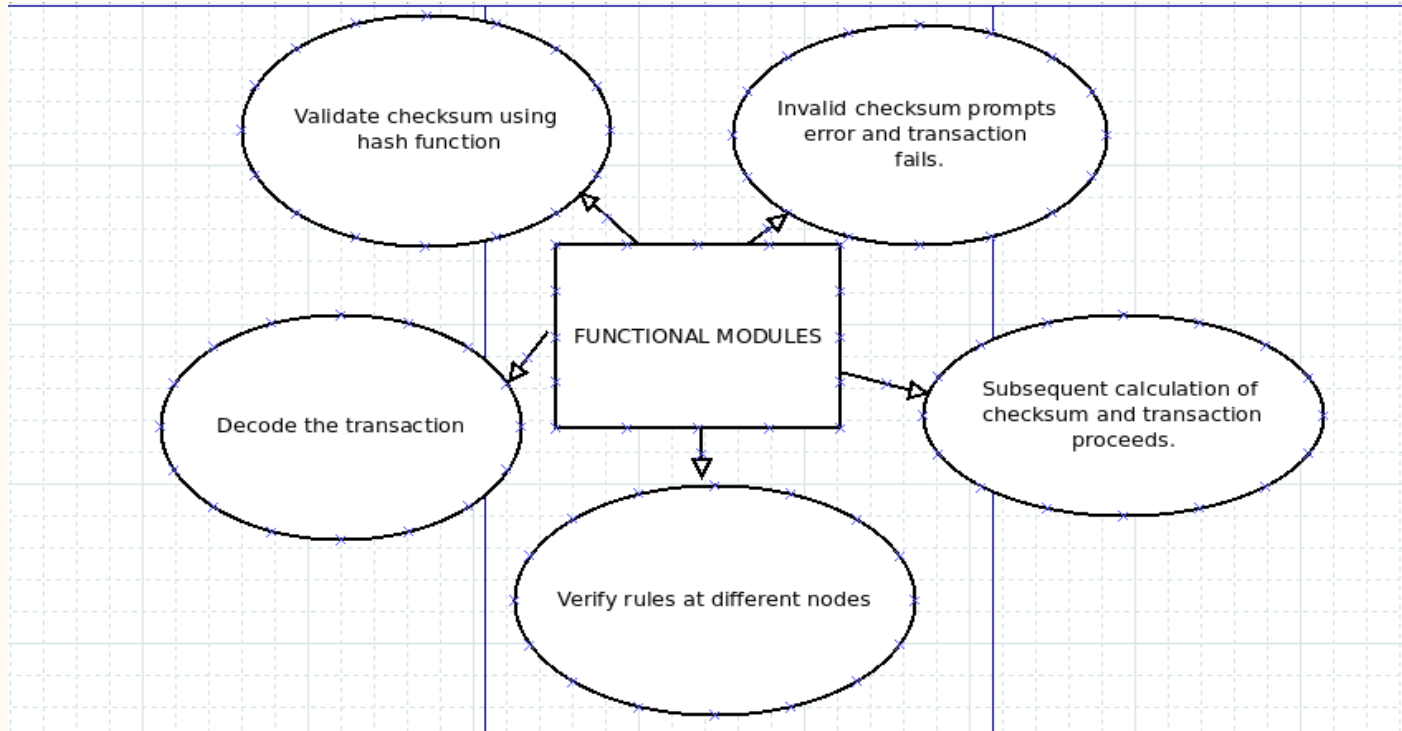 Validate checksum using
hash function
Invalid checksum prompts
error and transaction
fails.
FUNCTIONAL MODULES
Decode the transaction
Subsequent calculation of
checksum and transaction
proceeds.
Verify rules at different nodes